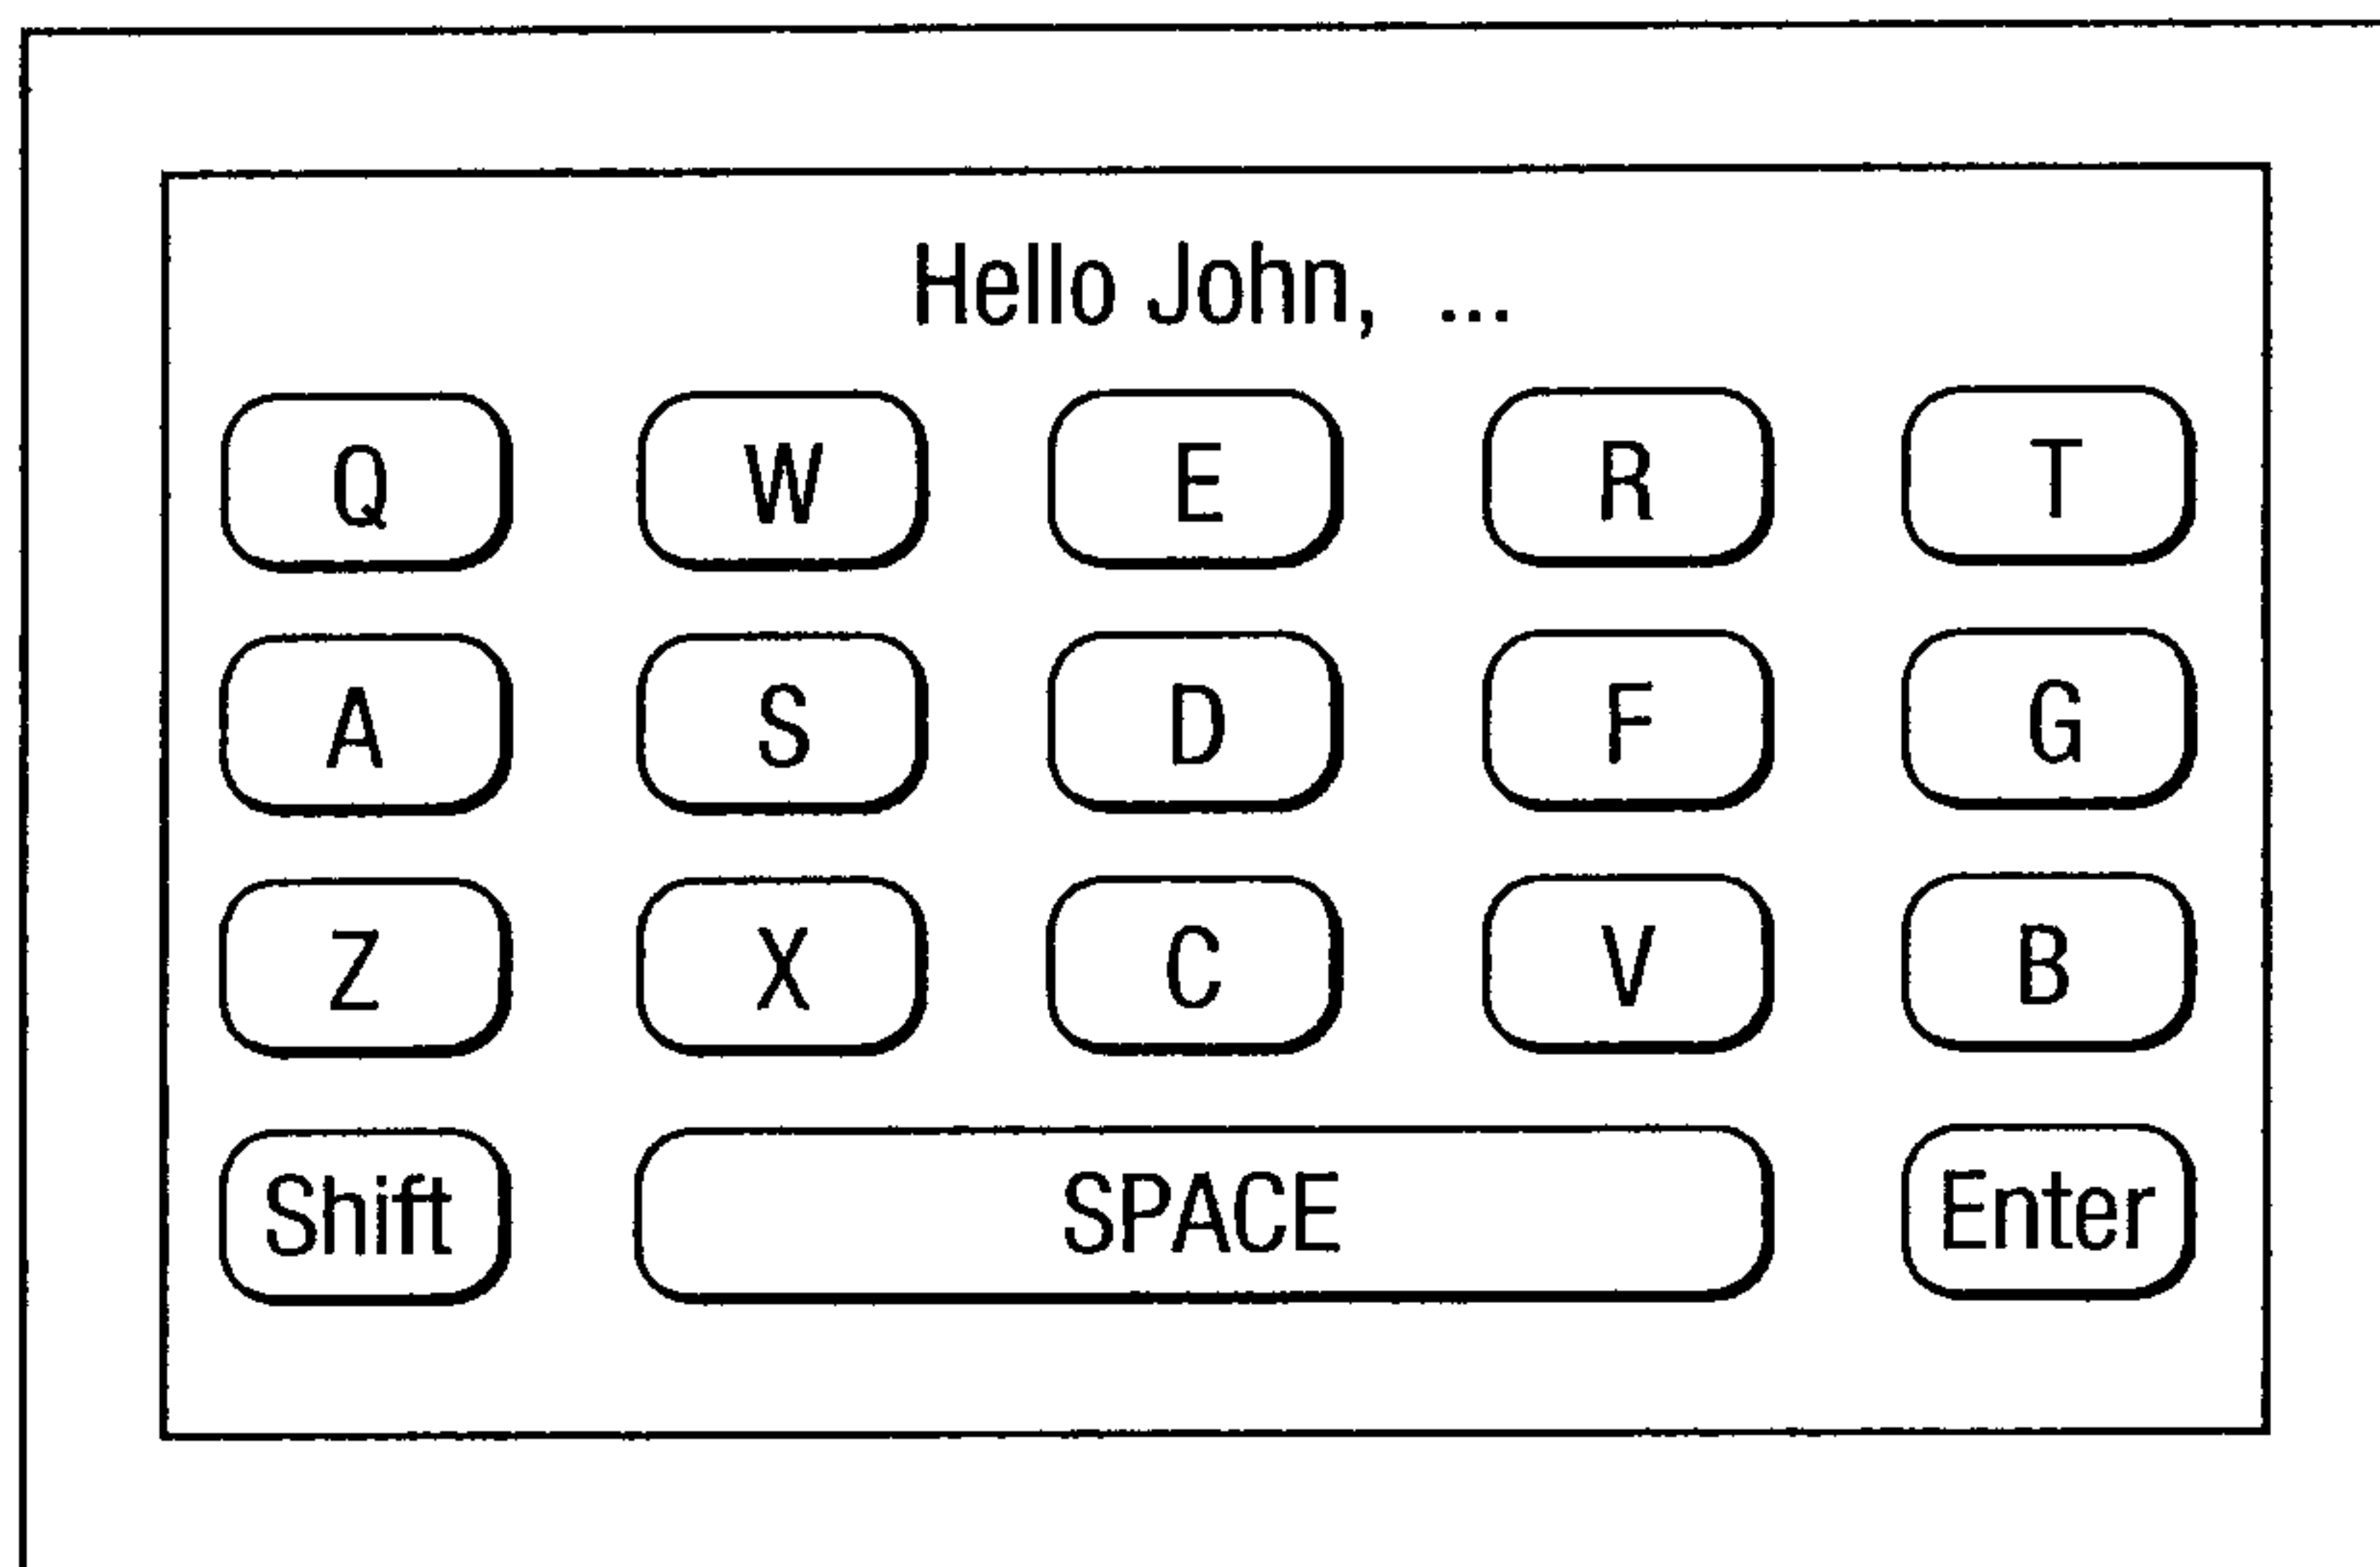 Hello John, ...
Q W E R T
A S D F G
Z X C V B
Shift SPACE Enter